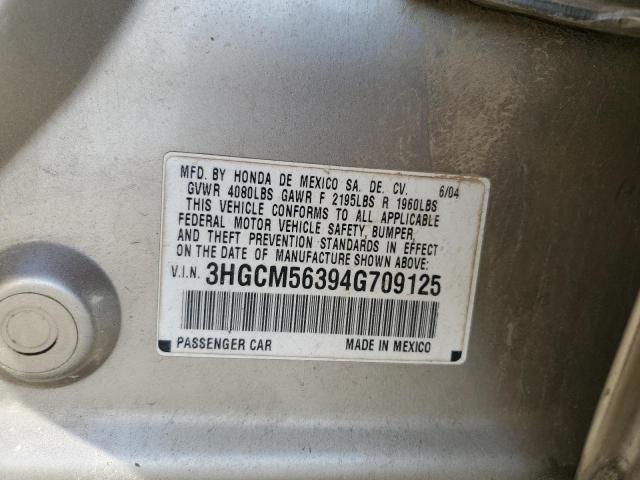 MFD. BY HONDA DE MEXICO SA. DE. CV. 6/04
GVWR 4080LBS GAWR F 2195LBS R 1960LBS
THIS VEHICLE CONFORMS TO ALL APPLICABLE
FEDERAL MOTOR VEHICLE SAFETY, BUMPER,
AND THEFT PREVENTION STANDARDS IN EFFECT
ON THE DATE OF MANUFACTURE SHOWN ABOVE:
V.I.N. 3HGCM56394G709125
PASSENGER CAR MADE IN MEXICO